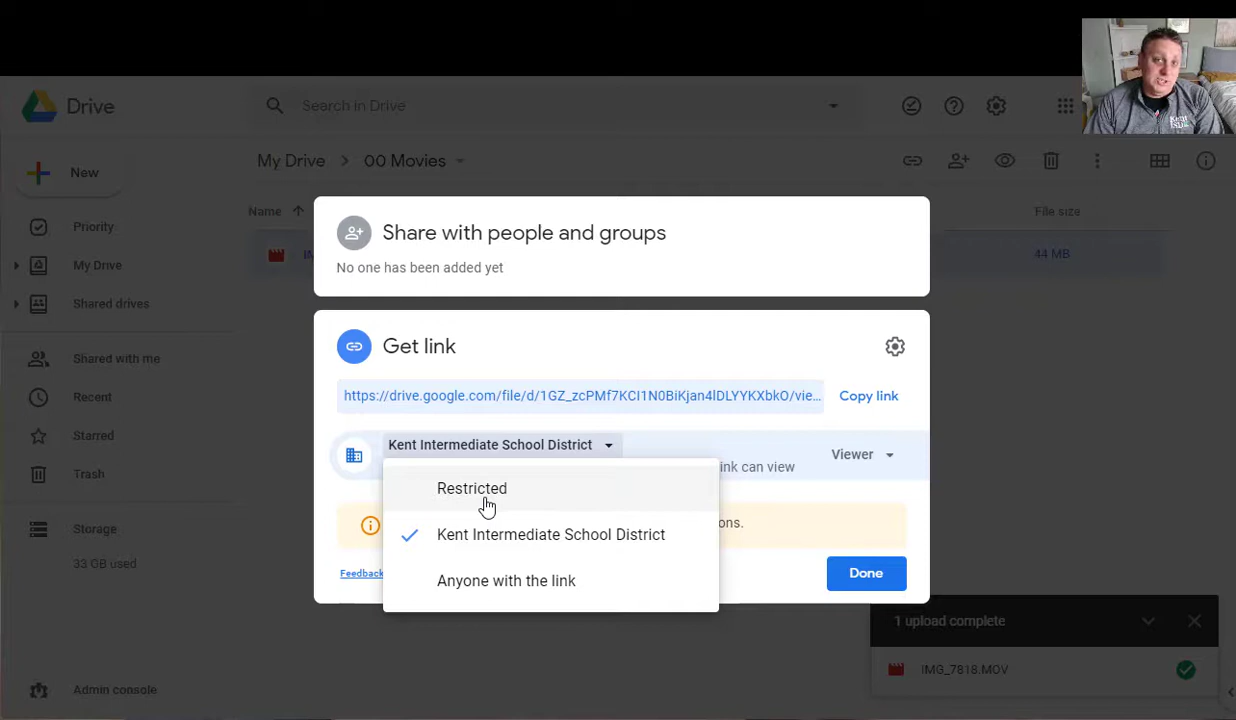 Drive
Search in Drive
My Drive
00 Movies
New
Name
File size
Priority
My Drive
Shared drives
Shared with me
Recent
Starred
Trash
Storage
33 GB used
Admin console
44 MB
Share with people and groups
No one has been added yet
Get link
https://drive.google.com/file/d/1GZ_zcPMf7KCI1N0BiKjan4lDLYYKXbkO/vie...
Copy link
Kent Intermediate School District
ink can view
Viewer
Restricted
Kent Intermediate School District
Anyone with the link
ons.
Feedback
Done
1 upload complete
IMG_7818.MOV
Kent
ISD